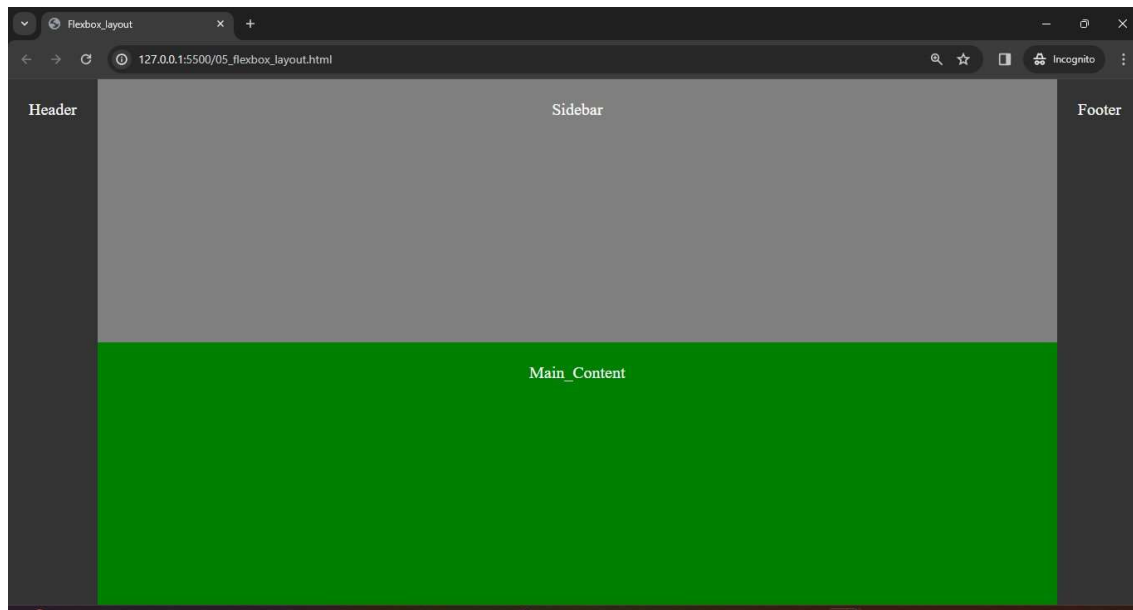 Flexbox_layout
127.0.0.1:5500/05_flexbox_layout.html
Incognito
Header
Sidebar
Footer
Main_Content